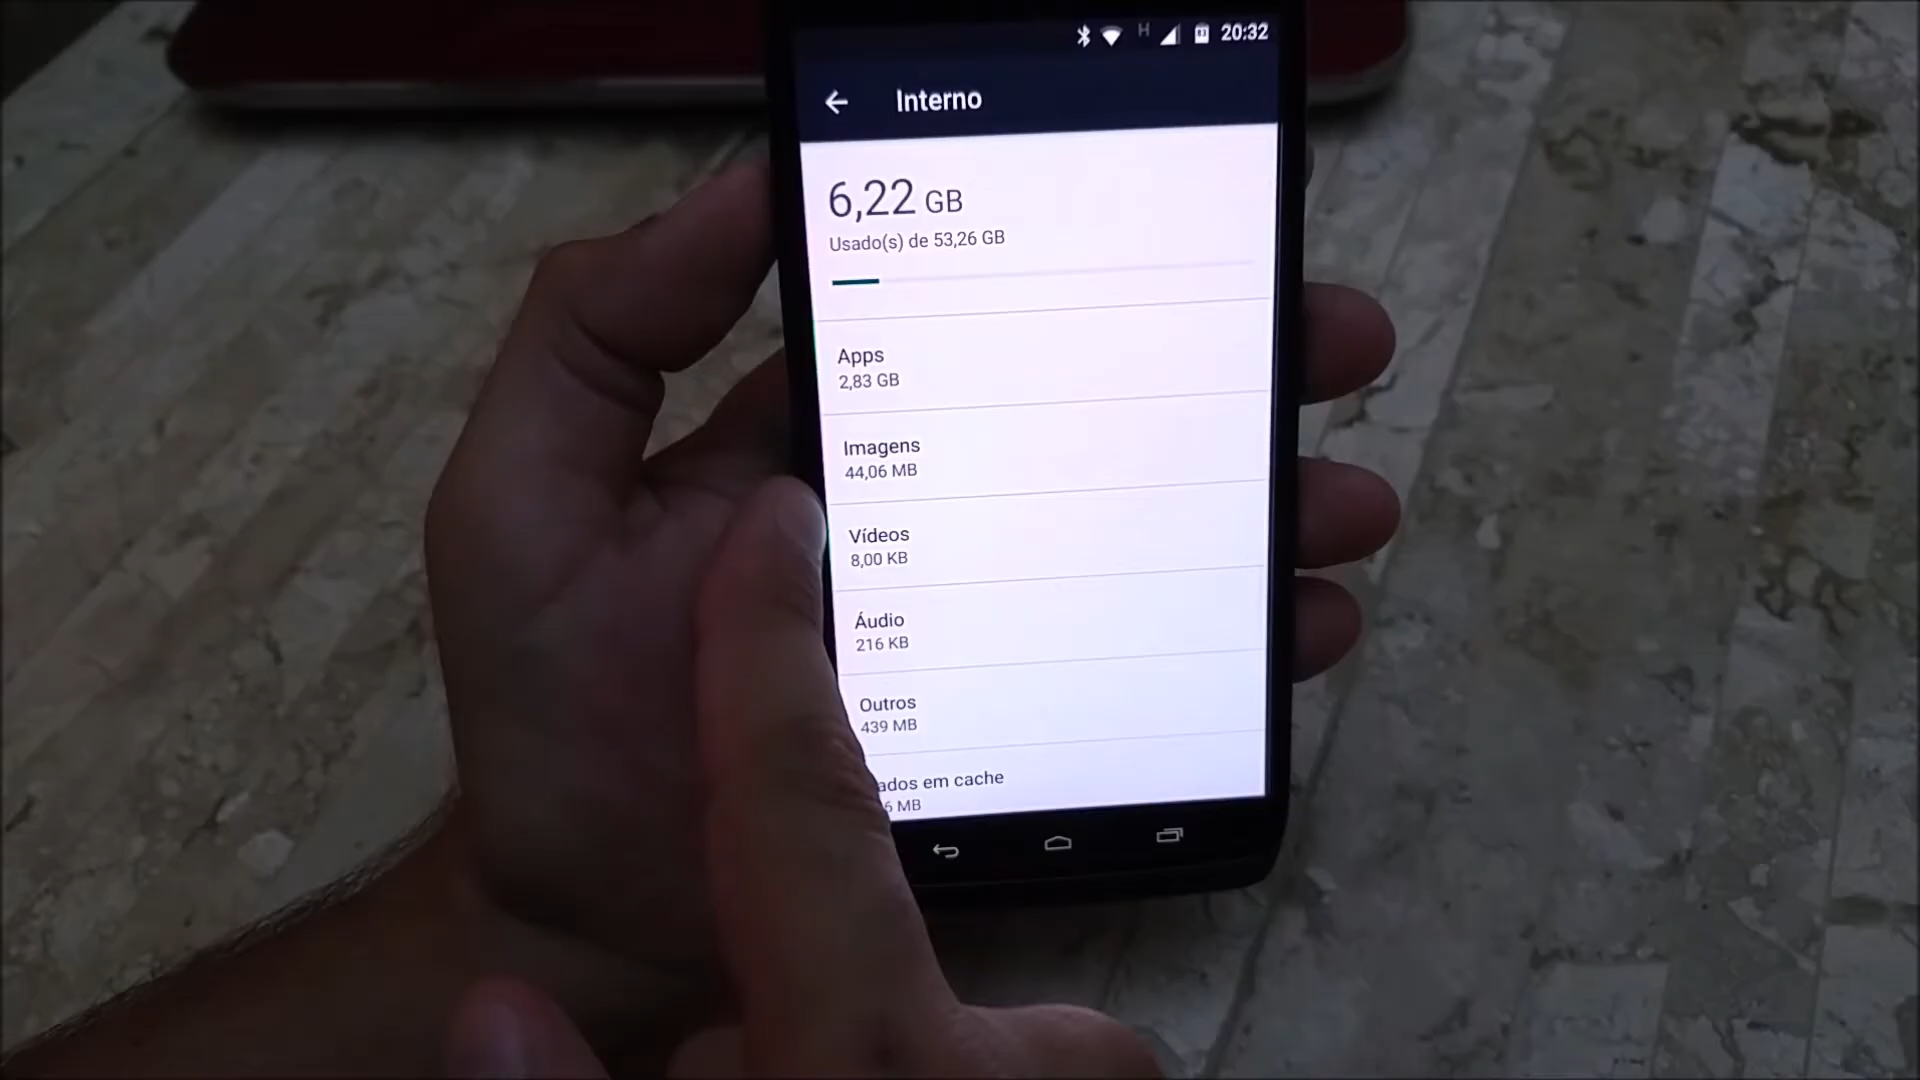 H 20:32
Interno
6,22 GB
Usado(s) de 53,26 GB
Apps
2,83 GB
Imagens
44,06 MB
Vídeos
8,00 KB
Áudio
216 KB
Outros
439 MB
ados em cache
6 MB